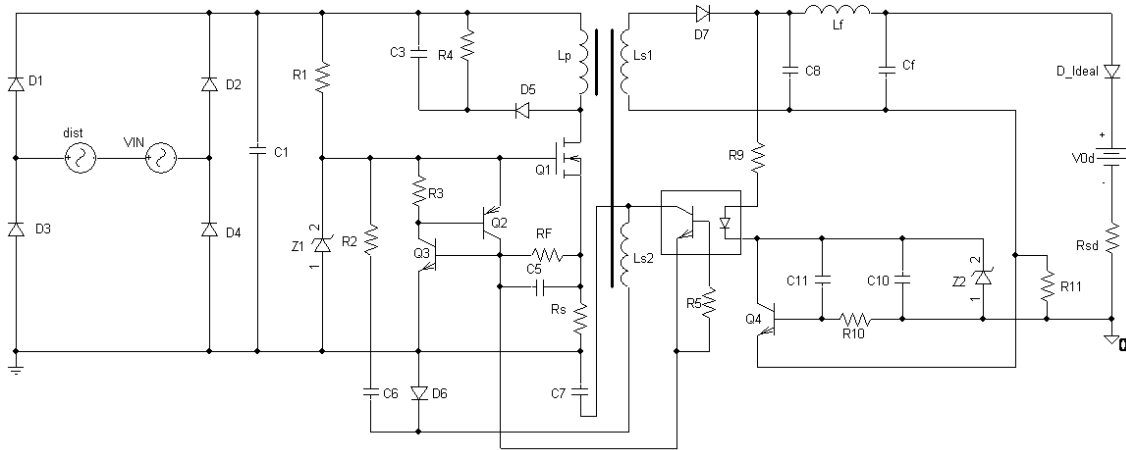 D1
D2
dist
VIN
D3
D4
C1
R1
2
Z1
1
C3
R4
D5
Lp
Ls1
D7
Lf
C8
Cf
D_Ideal
+
V0d
-
Rsd
R9
Q1
R3
Q2
R2
Q3
RF
C5
Rs
Ls2
R5
C6
D6
C7
C11
C10
2
Z2
1
R11
Q4
R10
0